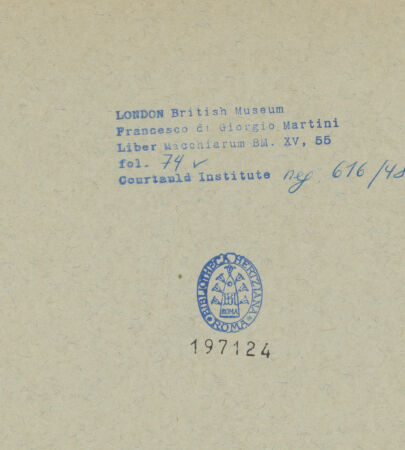 LONDON British Museum
Francesco di Giorgio Martini
Liber Macchiarum BM. XV, 55
fol. 74 v
Courtauld Institute neg. 616/48
BIBLIOTHECA HERTZIANA
ROMA
ROMA
197124